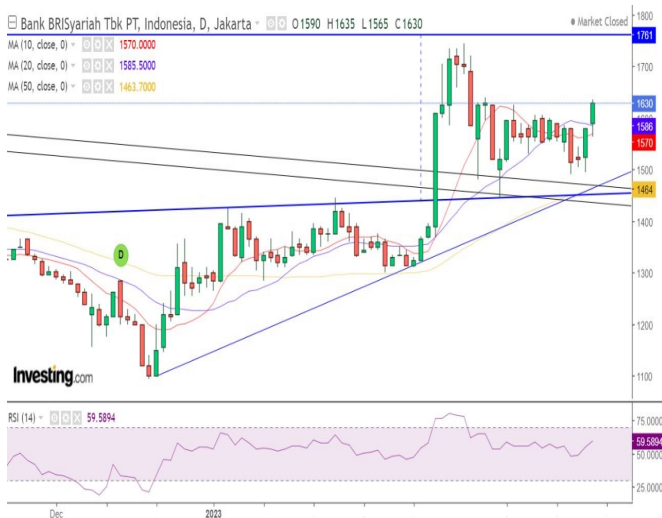 Bank BRISyariah Tbk PT, Indonesia, D, Jakarta O1590 H1635 L1565 C1630
Market Closed
MA (10, close, 0) 1570.0000
MA (20, close, 0) 1585.5000
MA (50, close, 0) 1463.7000
1800
1761
1700
1630
1586
1570
1500
1464
1400
1300
1200
1100
D
Investing.com
RSI (14) 59.5894
75.0000
59.5894
50.0000
25.0000
Dec 2023